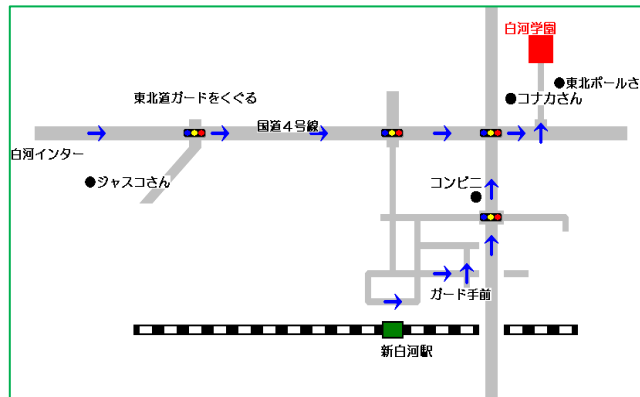 白河学園
東北ポールさ
コナカさん
東北道ガードをくぐる
国道4号線
白河インター
ジャスコさん
コンビニ
ガード手前
新白河駅